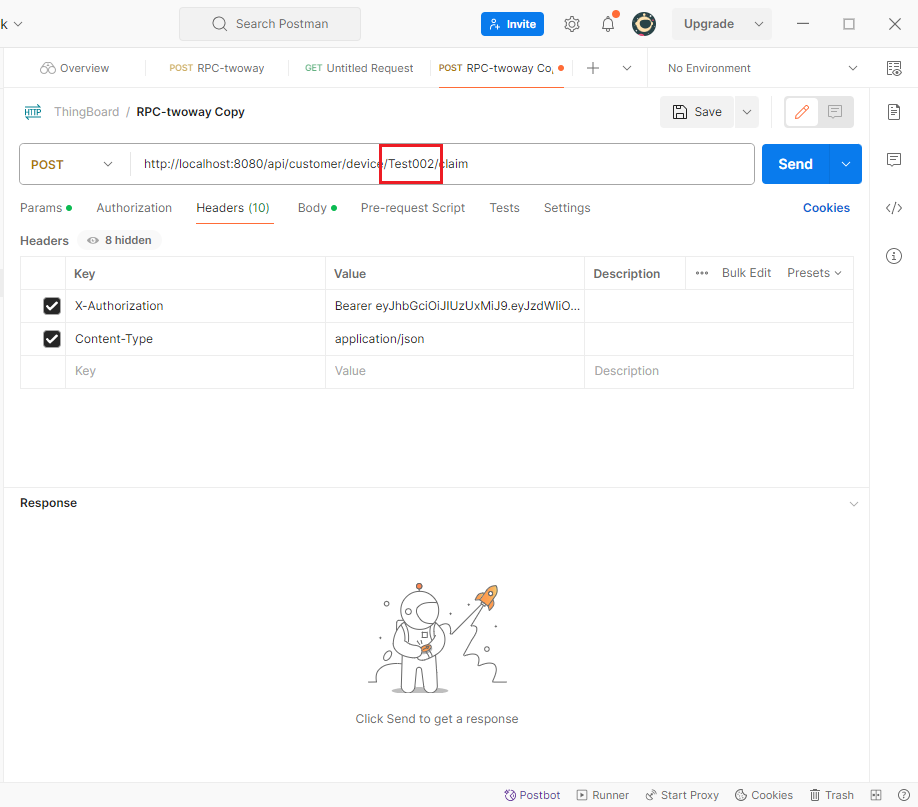 k Search Postman Invite Upgrade
Overview POST RPC-twoway GET Untitled Request POST RPC-twoway Co No Environment
HTTP ThingBoard / RPC-twoway Copy Save
POST http://localhost:8080/api/customer/device/Test002/claim Send
Params Authorization Headers (10) Body Pre-request Script Tests Settings Cookies
Headers 8 hidden
Key Value Description ••• Bulk Edit Presets
X-Authorization Bearer eyJhbGciOiJIUzUxMiJ9.eyJzdWIiO...
Content-Type application/json
Key Value Description
Response
Click Send to get a response
Postbot Runner Start Proxy Cookies Trash